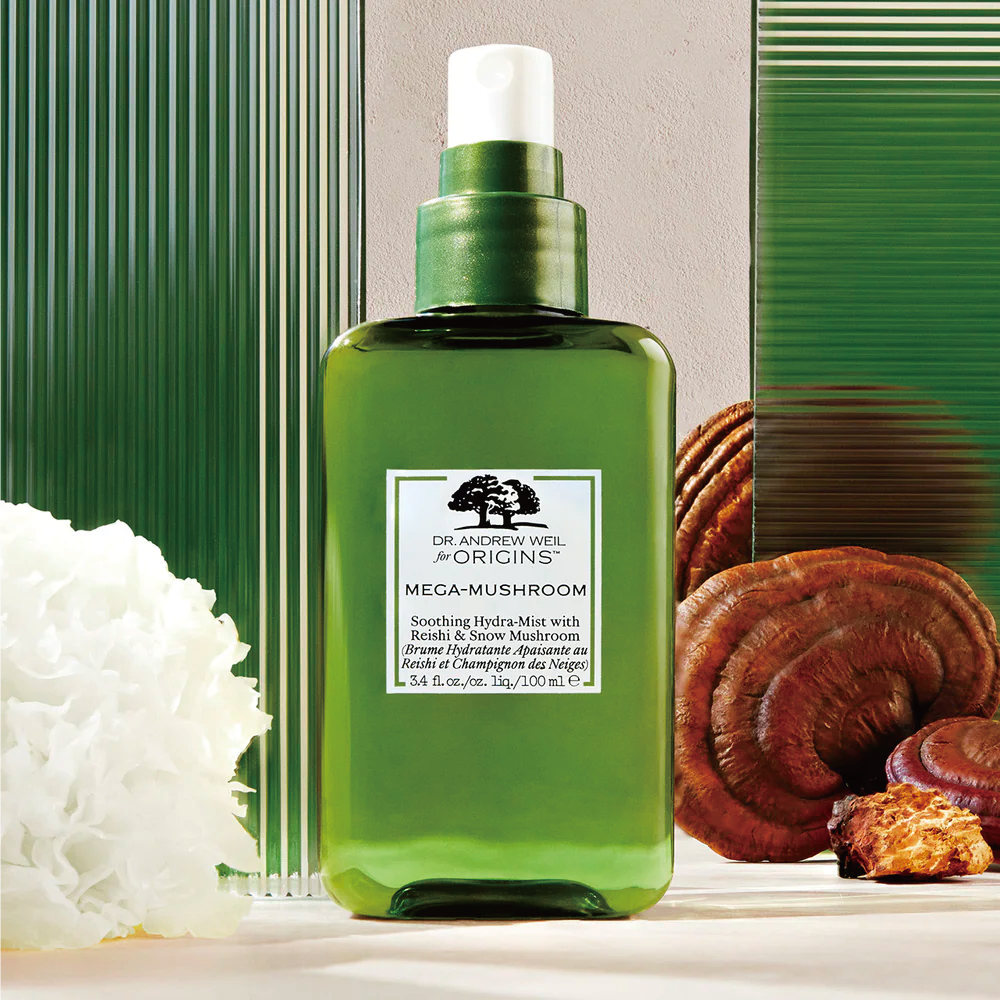 DR. ANDREW WEIL
for ORIGINS™
MEGA-MUSHROOM
Soothing Hydra-Mist with
Reishi & Snow Mushroom
(Brume Hydratante Apaisante au
Reishi et Champignon des Neiges)
3.4 fl. oz./oz. liq./100 ml ℮